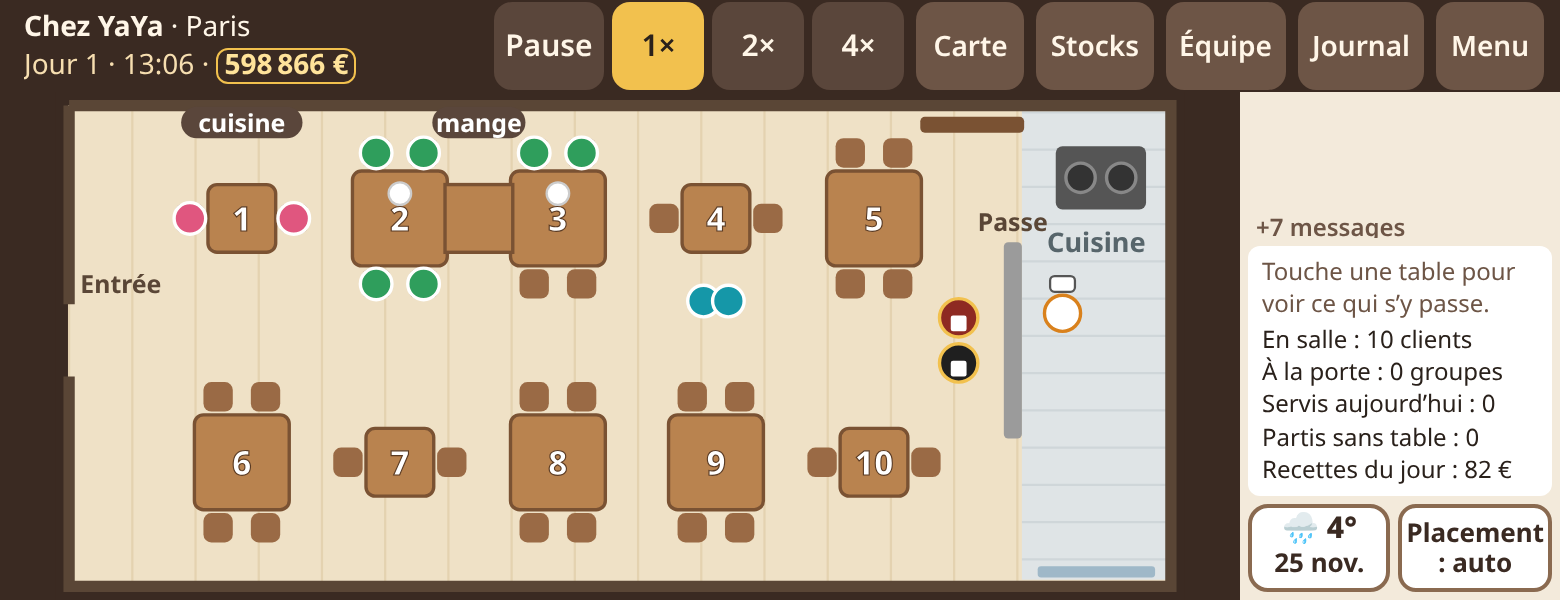 Chez YaYa · Paris
Jour 1 · 13:06 · 598 866 €
Pause
1×
2×
4×
Carte
Stocks
Équipe
Journal
Menu
cuisine
mange
1
2
3
4
5
Passe
Cuisine
Entrée
6
7
8
9
10
+7 messages
Touche une table pour
voir ce qui s’y passe.
En salle : 10 clients
À la porte : 0 groupes
Servis aujourd’hui : 0
Partis sans table : 0
Recettes du jour : 82 €
4°
25 nov.
Placement
: auto